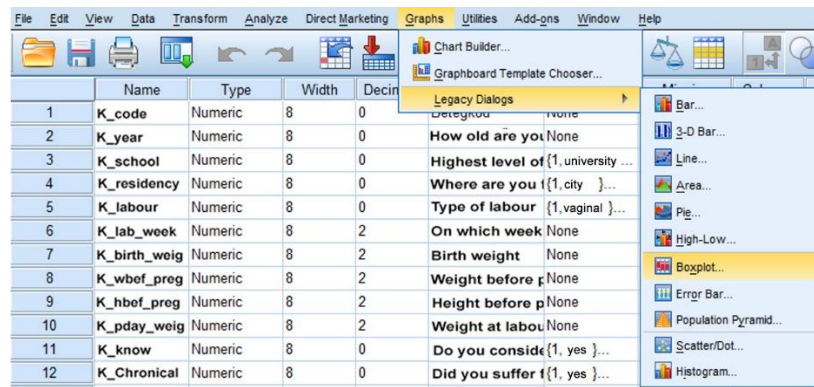 File Edit View Data Transform Analyze Direct Marketing Graphs Utilities Add-ons Window Help
Chart Builder...
Graphboard Template Chooser...
Legacy Dialogs
Name Type Width Decin
1 K_code Numeric 8 0 None
2 K_year Numeric 8 0 How old are you None
3 K_school Numeric 8 0 Highest level of {1, university ...
4 K_residency Numeric 8 0 Where are you {1, city }...
5 K_labour Numeric 8 0 Type of labour {1, vaginal }...
6 K_lab_week Numeric 8 2 On which week None
7 K_birth_weig Numeric 8 2 Birth weight None
8 K_wbef_preg Numeric 8 2 Weight before None
9 K_hbef_preg Numeric 8 2 Height before None
10 K_pday_weig Numeric 8 2 Weight at labou None
11 K_know Numeric 8 0 Do you conside {1, yes }...
12 K_Chronical Numeric 8 0 Did you suffer {1, yes }...
Bar...
3-D Bar...
Line...
Area...
Pie...
High-Low...
Boxplot...
Error Bar...
Population Pyramid...
Scatter/Dot...
Histogram...